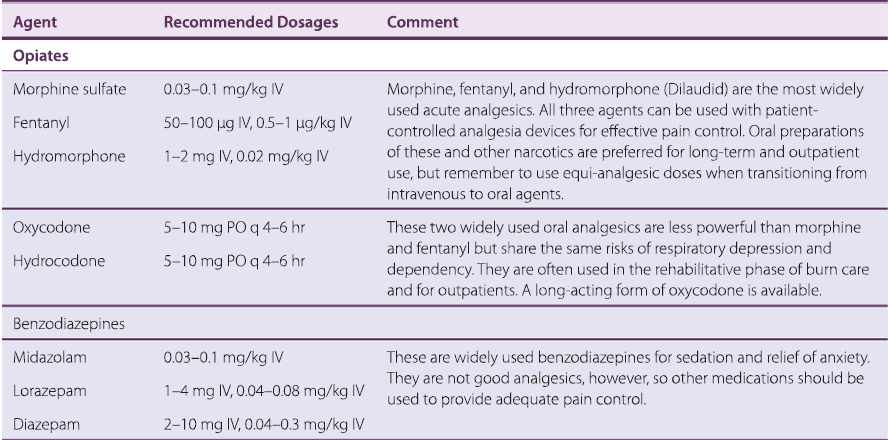 Agent Recommended Dosages Comment
Opiates
Morphine sulfate 0.03–0.1 mg/kg IV
Fentanyl 50–100 µg IV, 0.5–1 µg/kg IV
Hydromorphone 1–2 mg IV, 0.02 mg/kg IV
Morphine, fentanyl, and hydromorphone (Dilaudid) are the most widely
used acute analgesics. All three agents can be used with patient-
controlled analgesia devices for effective pain control. Oral preparations
of these and other narcotics are preferred for long-term and outpatient
use, but remember to use equi-analgesic doses when transitioning from
intravenous to oral agents.
Oxycodone 5–10 mg PO q 4–6 hr
Hydrocodone 5–10 mg PO q 4–6 hr
These two widely used oral analgesics are less powerful than morphine
and fentanyl but share the same risks of respiratory depression and
dependency. They are often used in the rehabilitative phase of burn care
and for outpatients. A long-acting form of oxycodone is available.
Benzodiazepines
Midazolam 0.03–0.1 mg/kg IV
Lorazepam 1–4 mg IV, 0.04–0.08 mg/kg IV
Diazepam 2–10 mg IV, 0.04–0.3 mg/kg IV
These are widely used benzodiazepines for sedation and relief of anxiety.
They are not good analgesics, however, so other medications should be
used to provide adequate pain control.